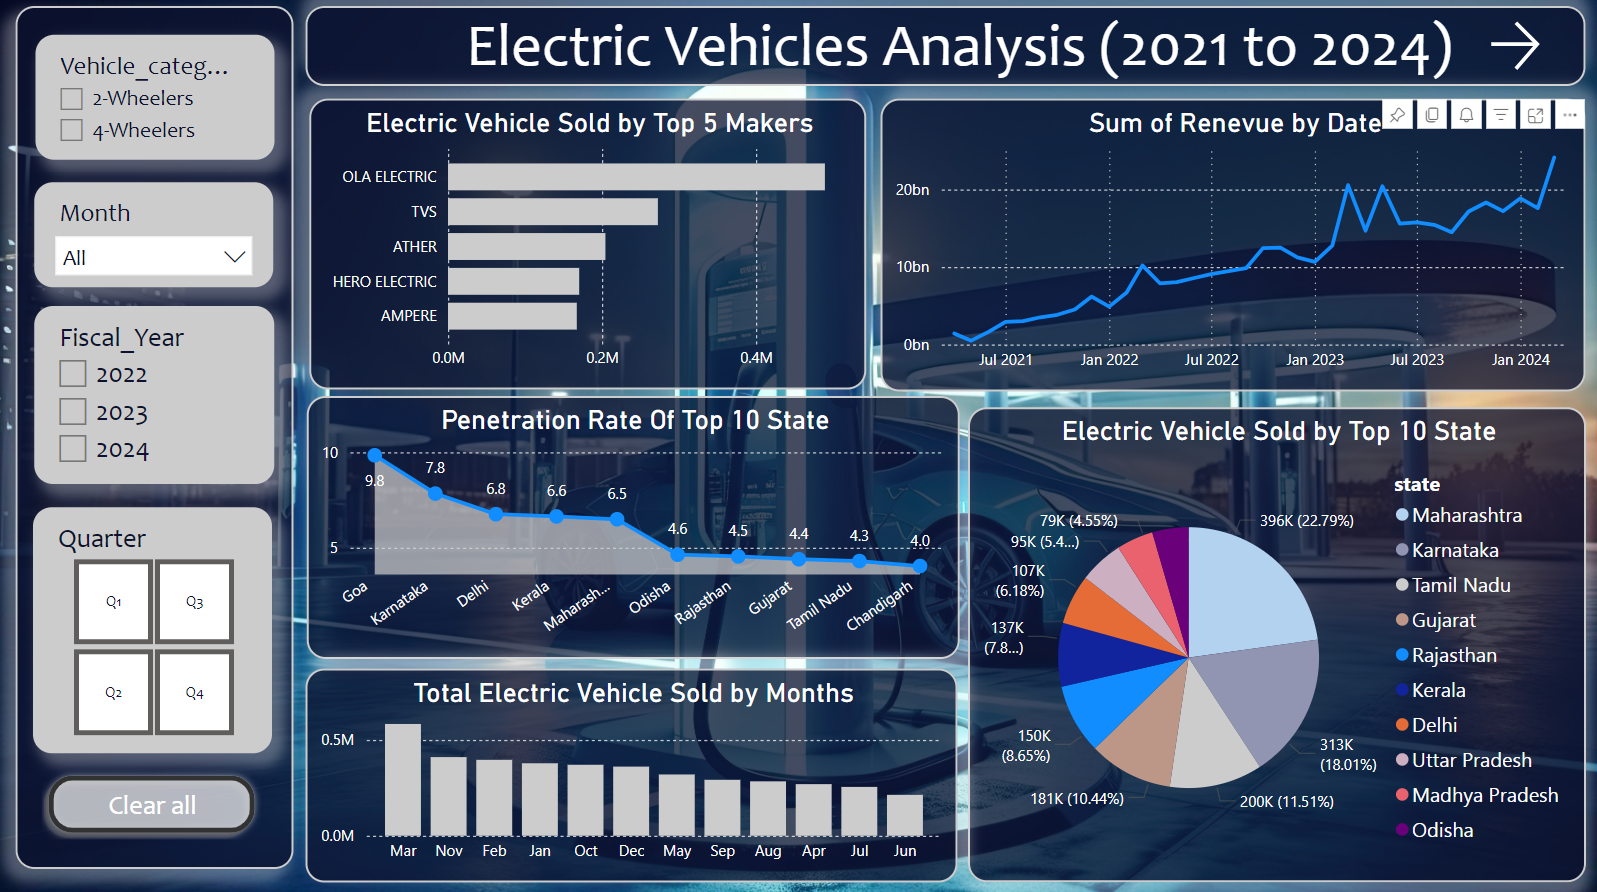 Electric Vehicles Analysis (2021 to 2024)
Vehicle_categ...
2-Wheelers
4-Wheelers
Month
All
Fiscal_Year
2022
2023
2024
Quarter
Q1
Q3
Q2
Q4
Clear all
Electric Vehicle Sold by Top 5 Makers
OLA ELECTRIC
TVS
ATHER
HERO ELECTRIC
AMPERE
0.0M
0.2M
0.4M
Sum of Renevue by Date
20bn
10bn
0bn
Jul 2021
Jan 2022
Jul 2022
Jan 2023
Jul 2023
Jan 2024
Penetration Rate Of Top 10 State
10
5
9.8
7.8
6.8
6.6
6.5
4.6
4.5
4.4
4.3
4.0
Goa
Karnataka
Delhi
Kerala
Maharash...
Odisha
Rajasthan
Gujarat
Tamil Nadu
Chandigarh
Total Electric Vehicle Sold by Months
0.5M
0.0M
Mar
Nov
Feb
Jan
Oct
Dec
May
Sep
Aug
Apr
Jul
Jun
Electric Vehicle Sold by Top 10 State
396K (22.79%)
313K
(18.01%)
200K (11.51%)
181K (10.44%)
150K
(8.65%)
137K
(7.8...)
107K
(6.18%)
95K (5.4...)
79K (4.55%)
state
Maharashtra
Karnataka
Tamil Nadu
Gujarat
Rajasthan
Kerala
Delhi
Uttar Pradesh
Madhya Pradesh
Odisha